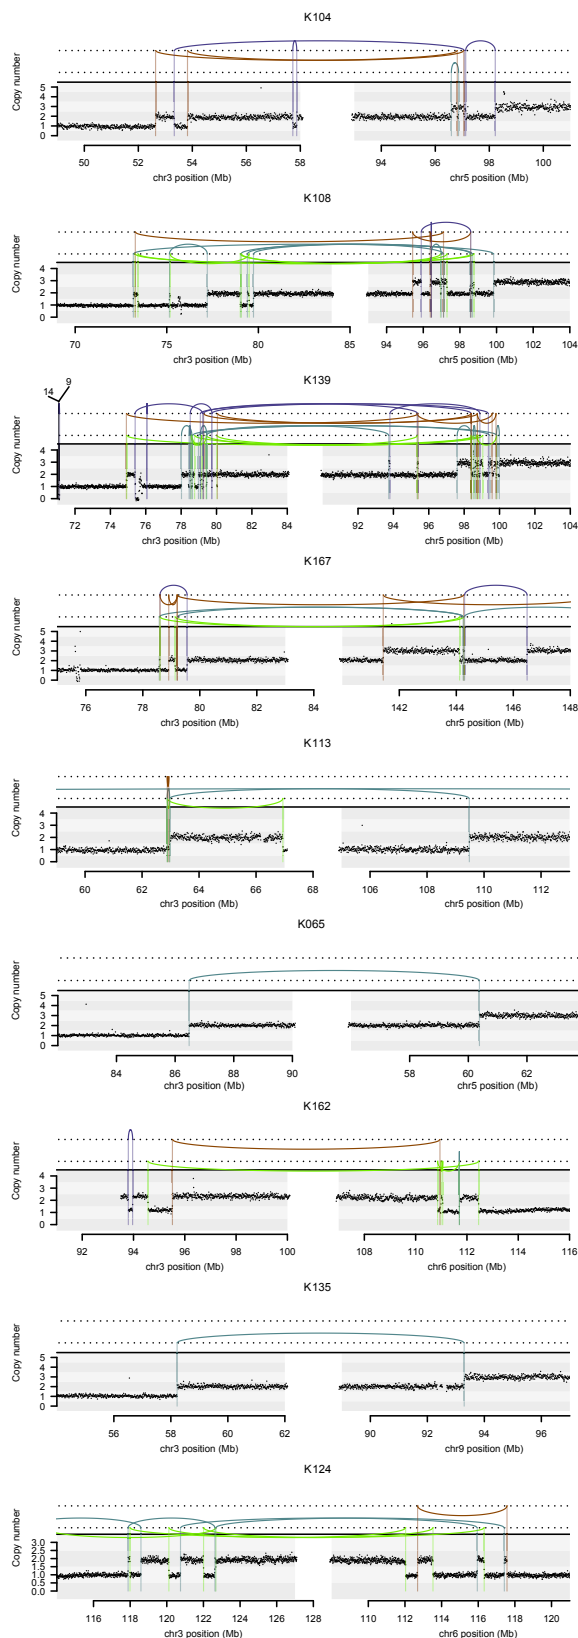 K104
Copy number
5
4
3
2
1
0
50 52 54 56 58 94 96 98 100
chr3 position (Mb) chr5 position (Mb)
K108
Copy number
4
3
2
1
0
70 75 80 85 94 96 98 100 102 104
chr3 position (Mb) chr5 position (Mb)
K139
14 9
Copy number
4
3
2
1
0
72 74 76 78 80 82 84 92 94 96 98 100 102 104
chr3 position (Mb) chr5 position (Mb)
K167
Copy number
5
4
3
2
1
0
76 78 80 82 84 142 144 146 148
chr3 position (Mb) chr5 position (Mb)
K113
Copy number
4
3
2
1
0
60 62 64 66 68 106 108 110 112
chr3 position (Mb) chr5 position (Mb)
K065
Copy number
5
4
3
2
1
0
84 86 88 90 58 60 62
chr3 position (Mb) chr5 position (Mb)
K162
Copy number
4
3
2
1
0
92 94 96 98 100 108 110 112 114 116
chr3 position (Mb) chr6 position (Mb)
K135
Copy number
5
4
3
2
1
0
56 58 60 62 90 92 94 96
chr3 position (Mb) chr9 position (Mb)
K124
Copy number
3.0
2.5
2.0
1.5
1.0
0.5
0.0
116 118 120 122 124 126 128 110 112 114 116 118 120
chr3 position (Mb) chr6 position (Mb)